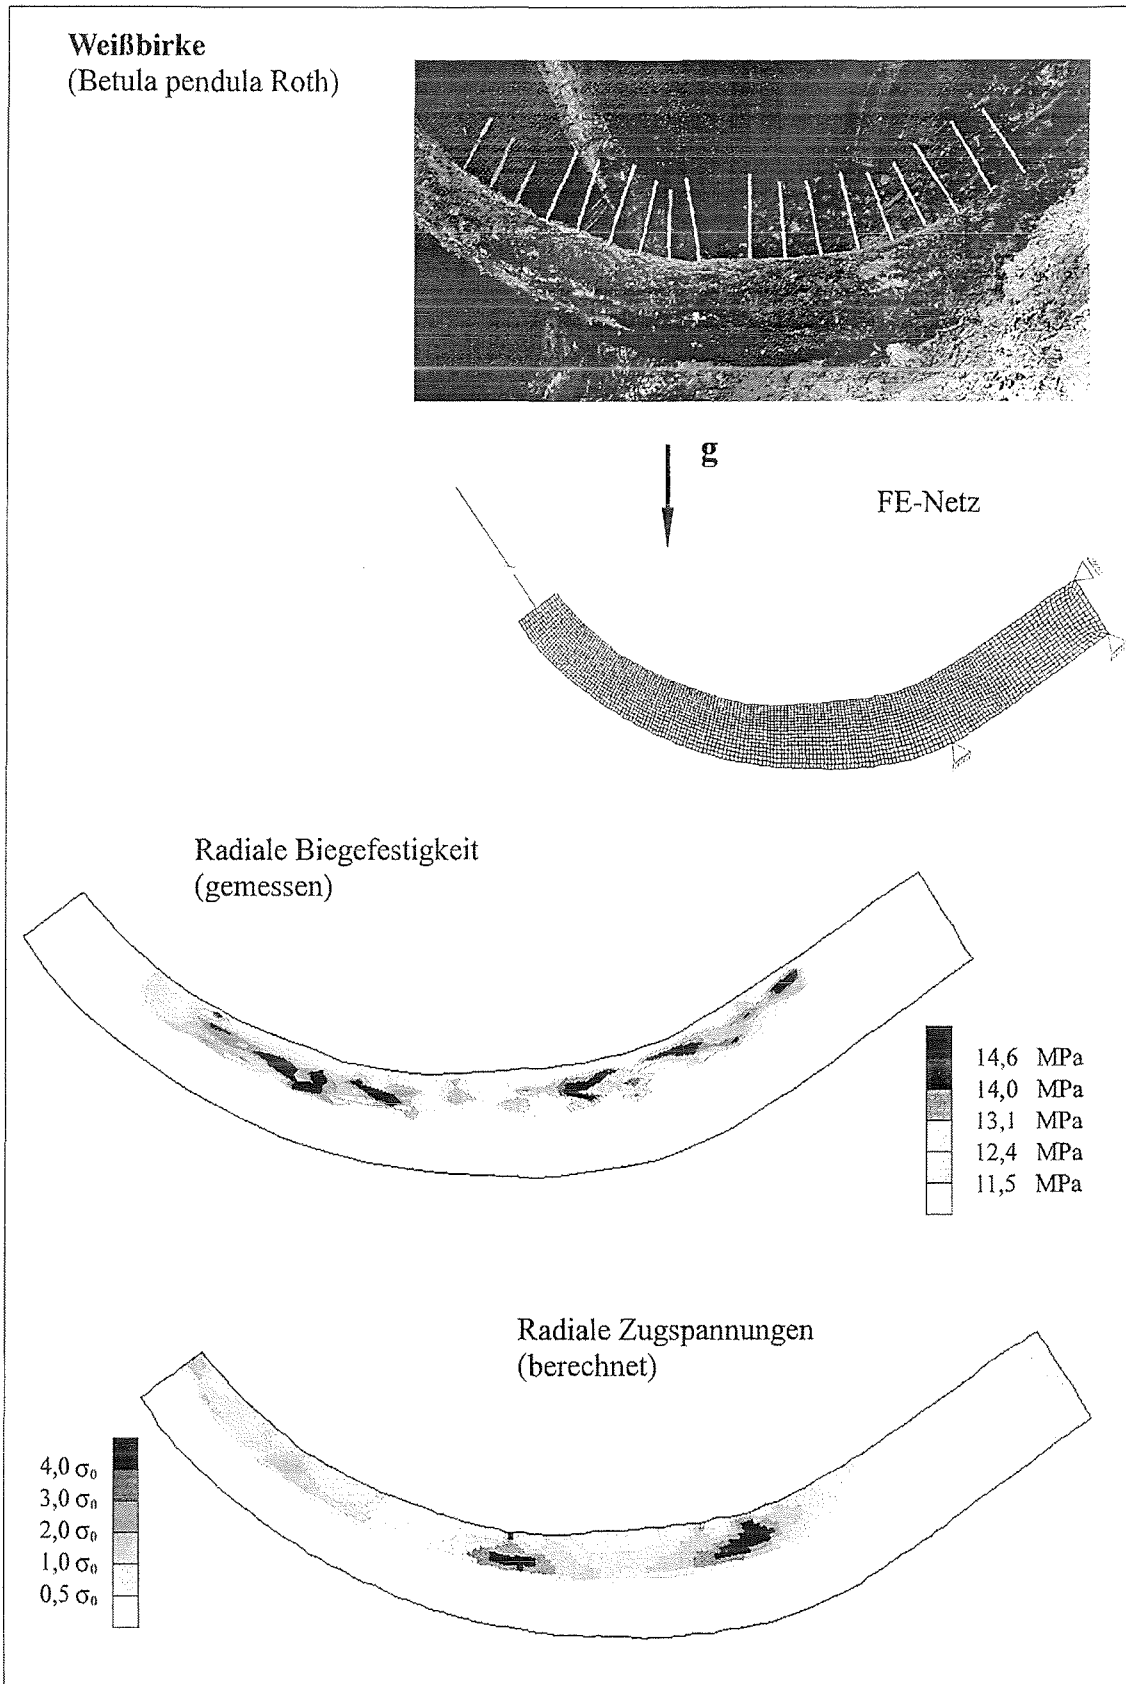 Weißbirke
(Betula pendula Roth)
g
FE-Netz
Radiale Biegefestigkeit
(gemessen)
14,6 MPa
14,0 MPa
13,1 MPa
12,4 MPa
11,5 MPa
Radiale Zugspannungen
(berechnet)
4,0 σ₀
3,0 σ₀
2,0 σ₀
1,0 σ₀
0,5 σ₀